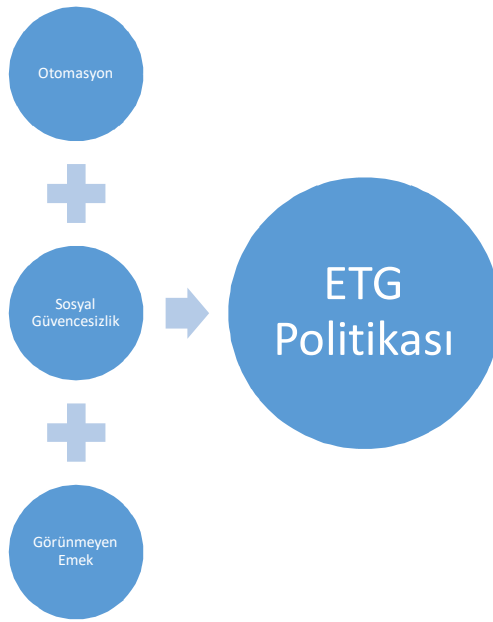 Otomasyon
Sosyal
Güvencesizlik
ETG
Politikası
Görünmeyen
Emek